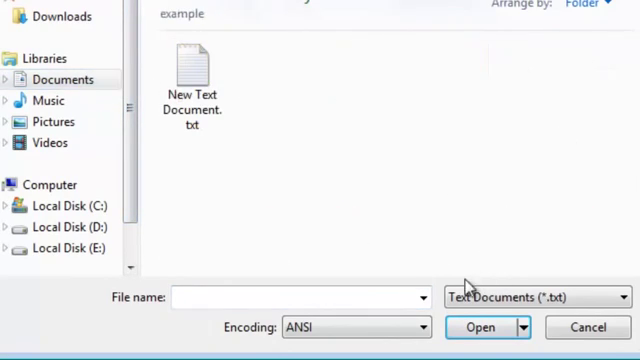 Downloads
Arrange by: Folder
example
Libraries
Documents
Music
Pictures
Videos
New Text
Document.
txt
Computer
Local Disk (C:)
Local Disk (D:)
Local Disk (E:)
File name:
Text Documents (*.txt)
Encoding: ANSI
Open
Cancel